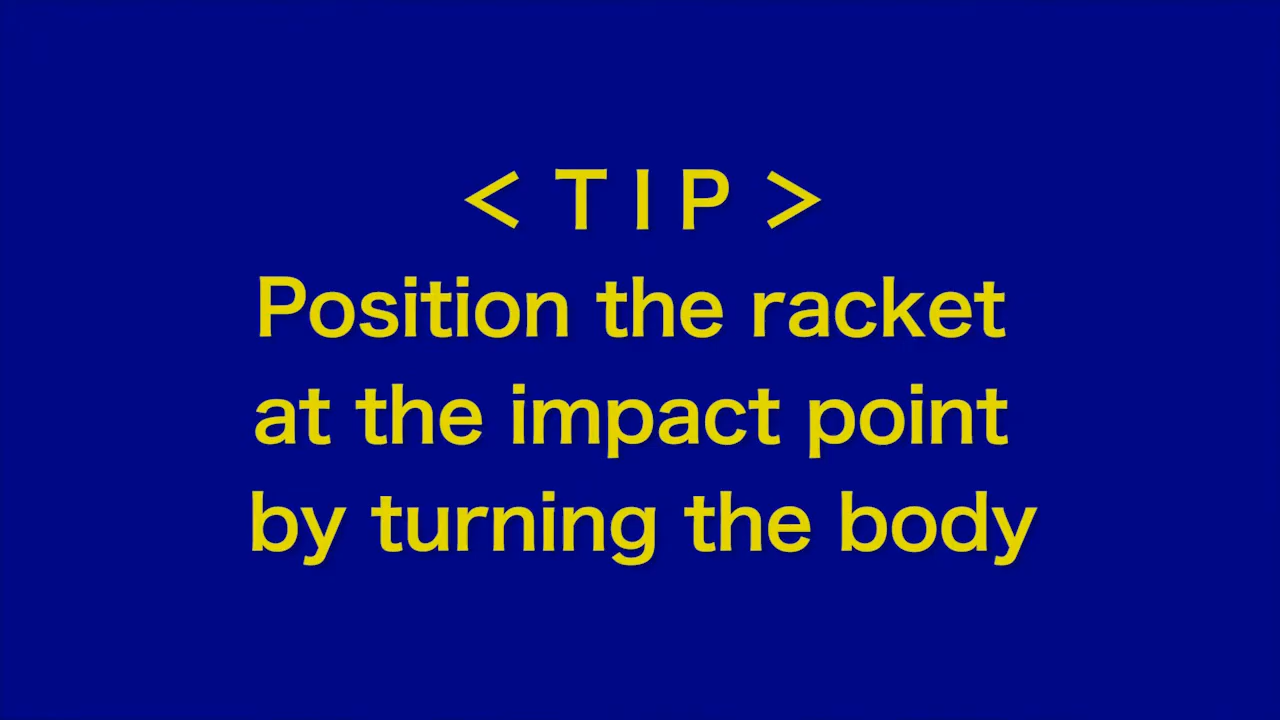 < T I P >
Position the racket
at the impact point
by turning the body